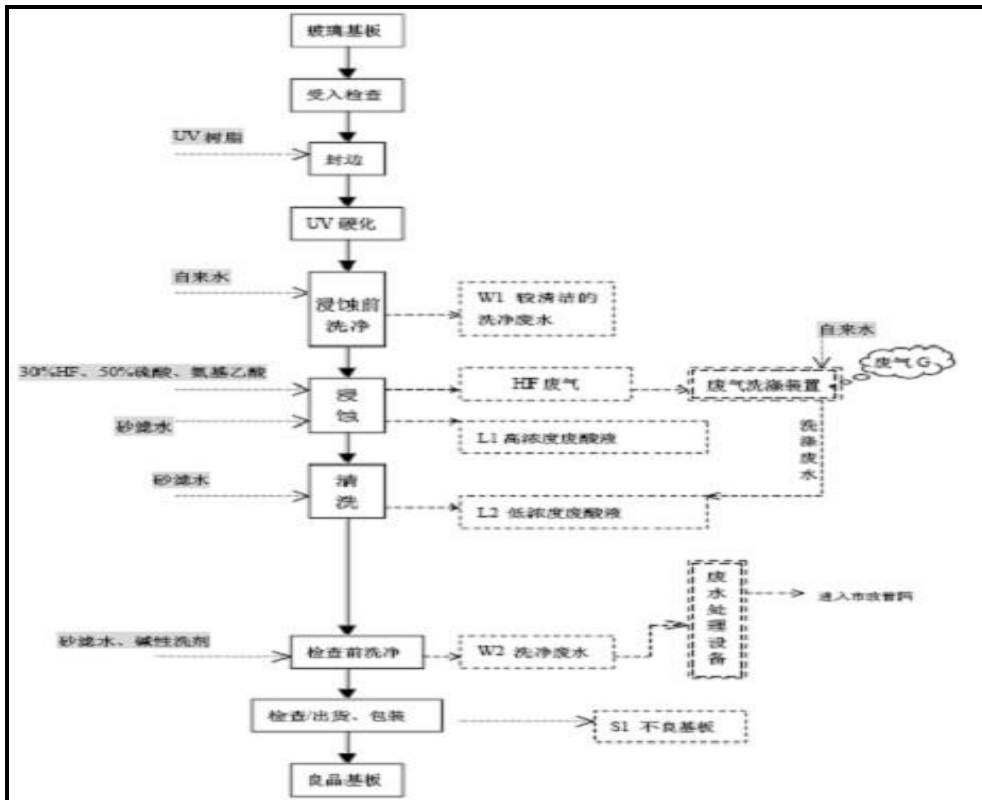 玻璃基板
受入检查
UV 树脂
封边
UV 硬化
自来水
浸蚀前
洗净
W1 较清洁的
洗净废水
自来水
废气 G
30%HF、50%硫酸、氨基乙酸
浸
蚀
HF 废气
废气洗涤装置
砂滤水
L1 高浓度废酸液
洗
涤
废
水
砂滤水
清
洗
L2 低浓度废酸液
废
水
处
理
设
备
进入市政管网
砂滤水、碱性洗剂
检查前洗净
W2 洗净废水
检查/出货、包装
S1 不良基板
良品基板